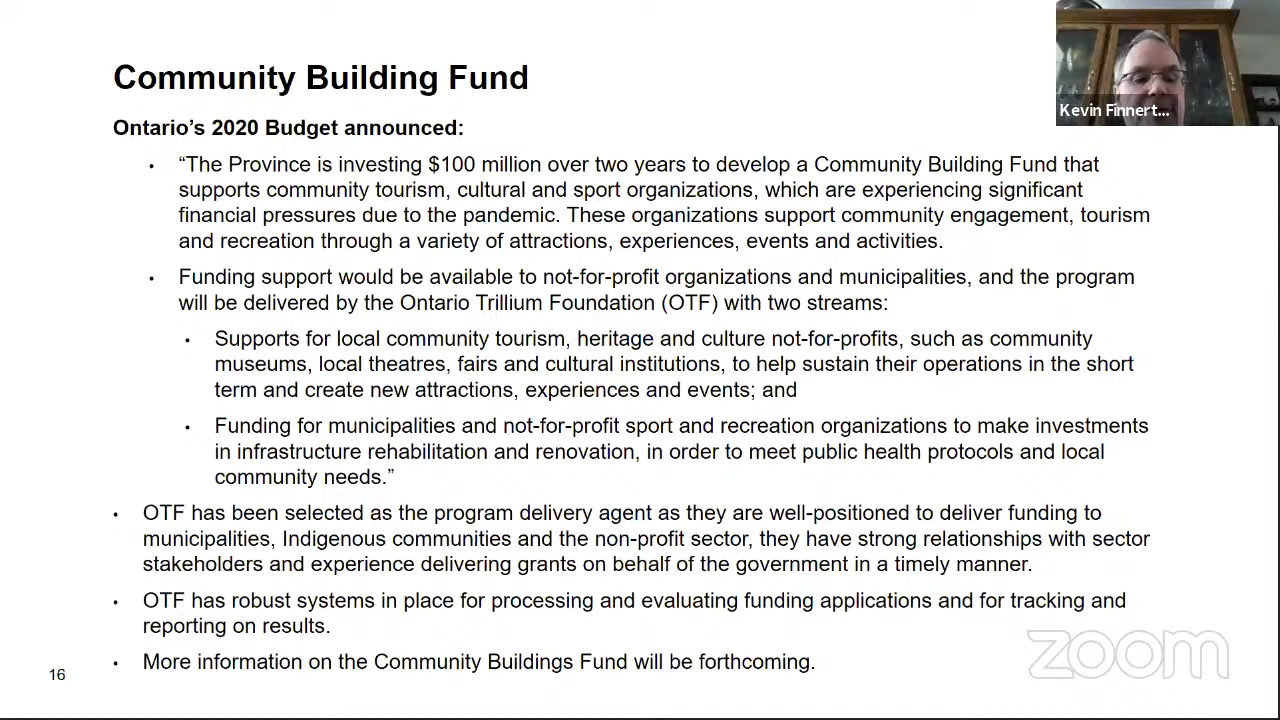 Community Building Fund
Kevin Finnert...
Ontario’s 2020 Budget announced:
• “The Province is investing $100 million over two years to develop a Community Building Fund that
supports community tourism, cultural and sport organizations, which are experiencing significant
financial pressures due to the pandemic. These organizations support community engagement, tourism
and recreation through a variety of attractions, experiences, events and activities.
• Funding support would be available to not-for-profit organizations and municipalities, and the program
will be delivered by the Ontario Trillium Foundation (OTF) with two streams:
• Supports for local community tourism, heritage and culture not-for-profits, such as community
museums, local theatres, fairs and cultural institutions, to help sustain their operations in the short
term and create new attractions, experiences and events; and
• Funding for municipalities and not-for-profit sport and recreation organizations to make investments
in infrastructure rehabilitation and renovation, in order to meet public health protocols and local
community needs.”
• OTF has been selected as the program delivery agent as they are well-positioned to deliver funding to
municipalities, Indigenous communities and the non-profit sector, they have strong relationships with sector
stakeholders and experience delivering grants on behalf of the government in a timely manner.
• OTF has robust systems in place for processing and evaluating funding applications and for tracking and
reporting on results.
• More information on the Community Buildings Fund will be forthcoming.
16
zoom